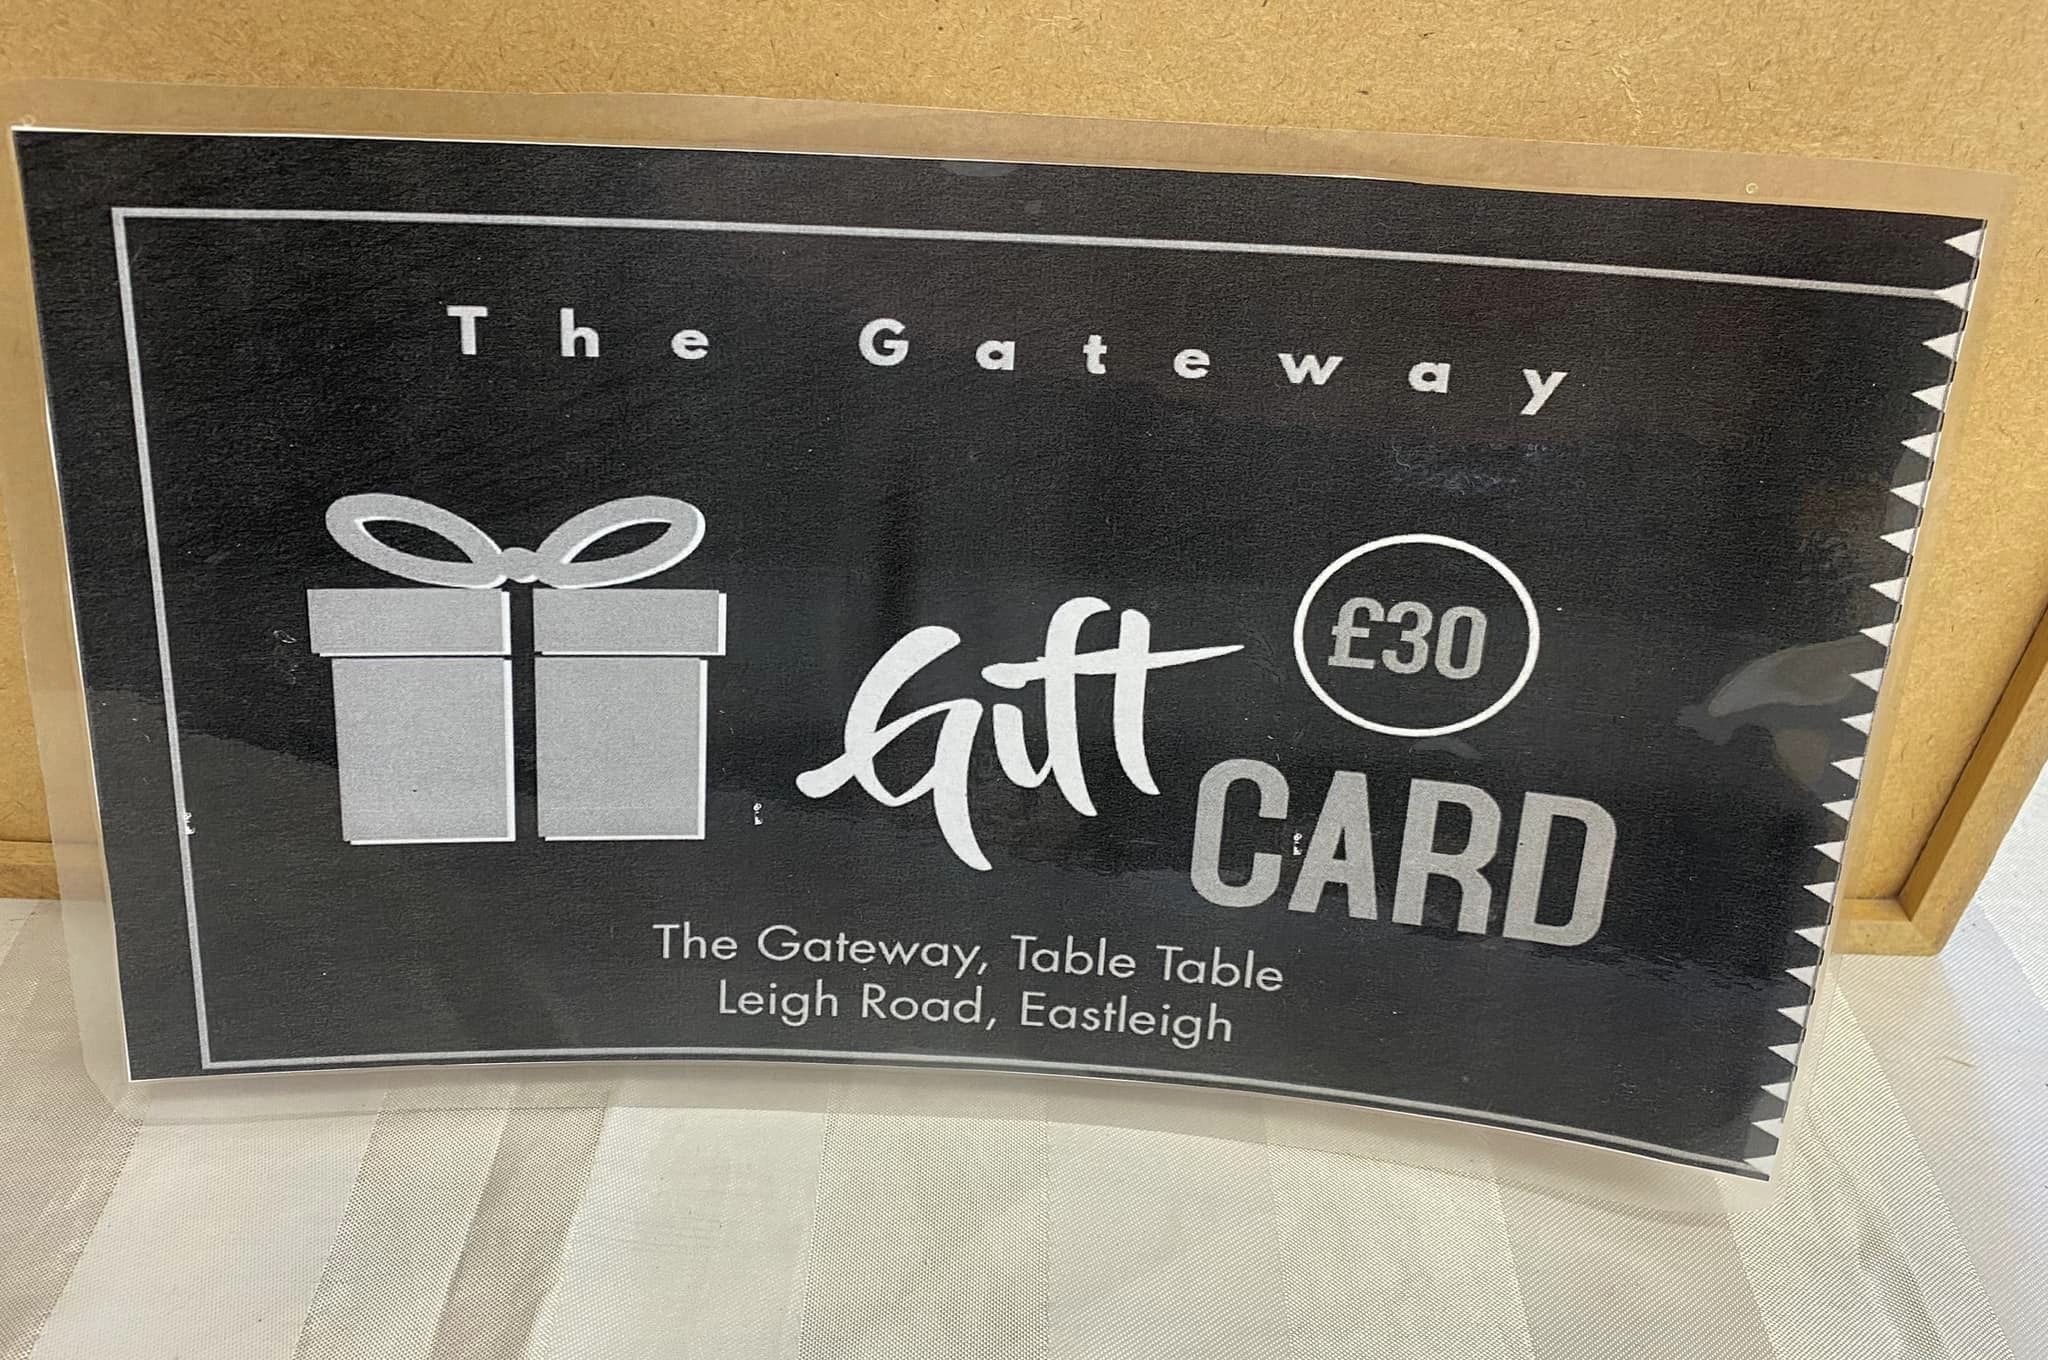 The Gateway
£30
Gift
CARD
The Gateway, Table Table
Leigh Road, Eastleigh